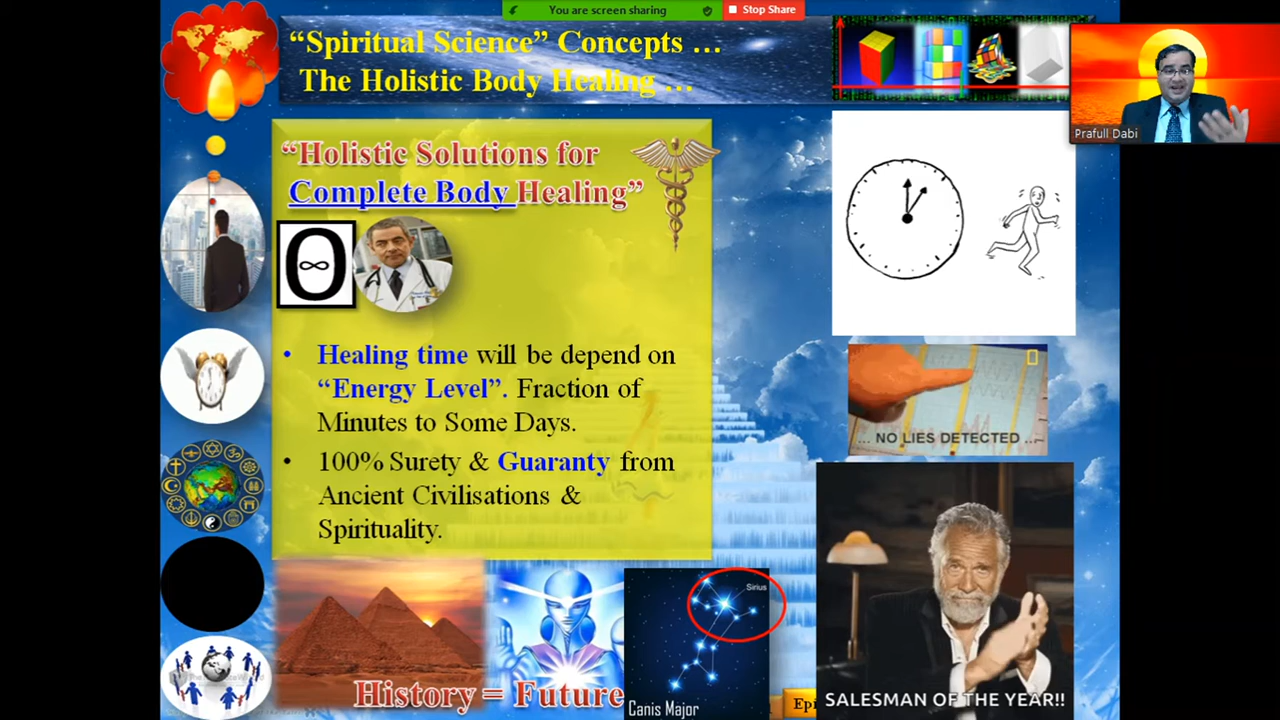 You are screen sharing
Stop Share
“Spiritual Science” Concepts …
The Holistic Body Healing …
Prafull Dabi
“Holistic Solutions for
Complete Body Healing”
0
∞
• Healing time will be depend on
“Energy Level”. Fraction of
Minutes to Some Days.
• 100% Surety & Guaranty from
Ancient Civilisations &
Spirituality.
... NO LIES DETECTED ...
History = Future
Sirius
Canis Major
SALESMAN OF THE YEAR!!